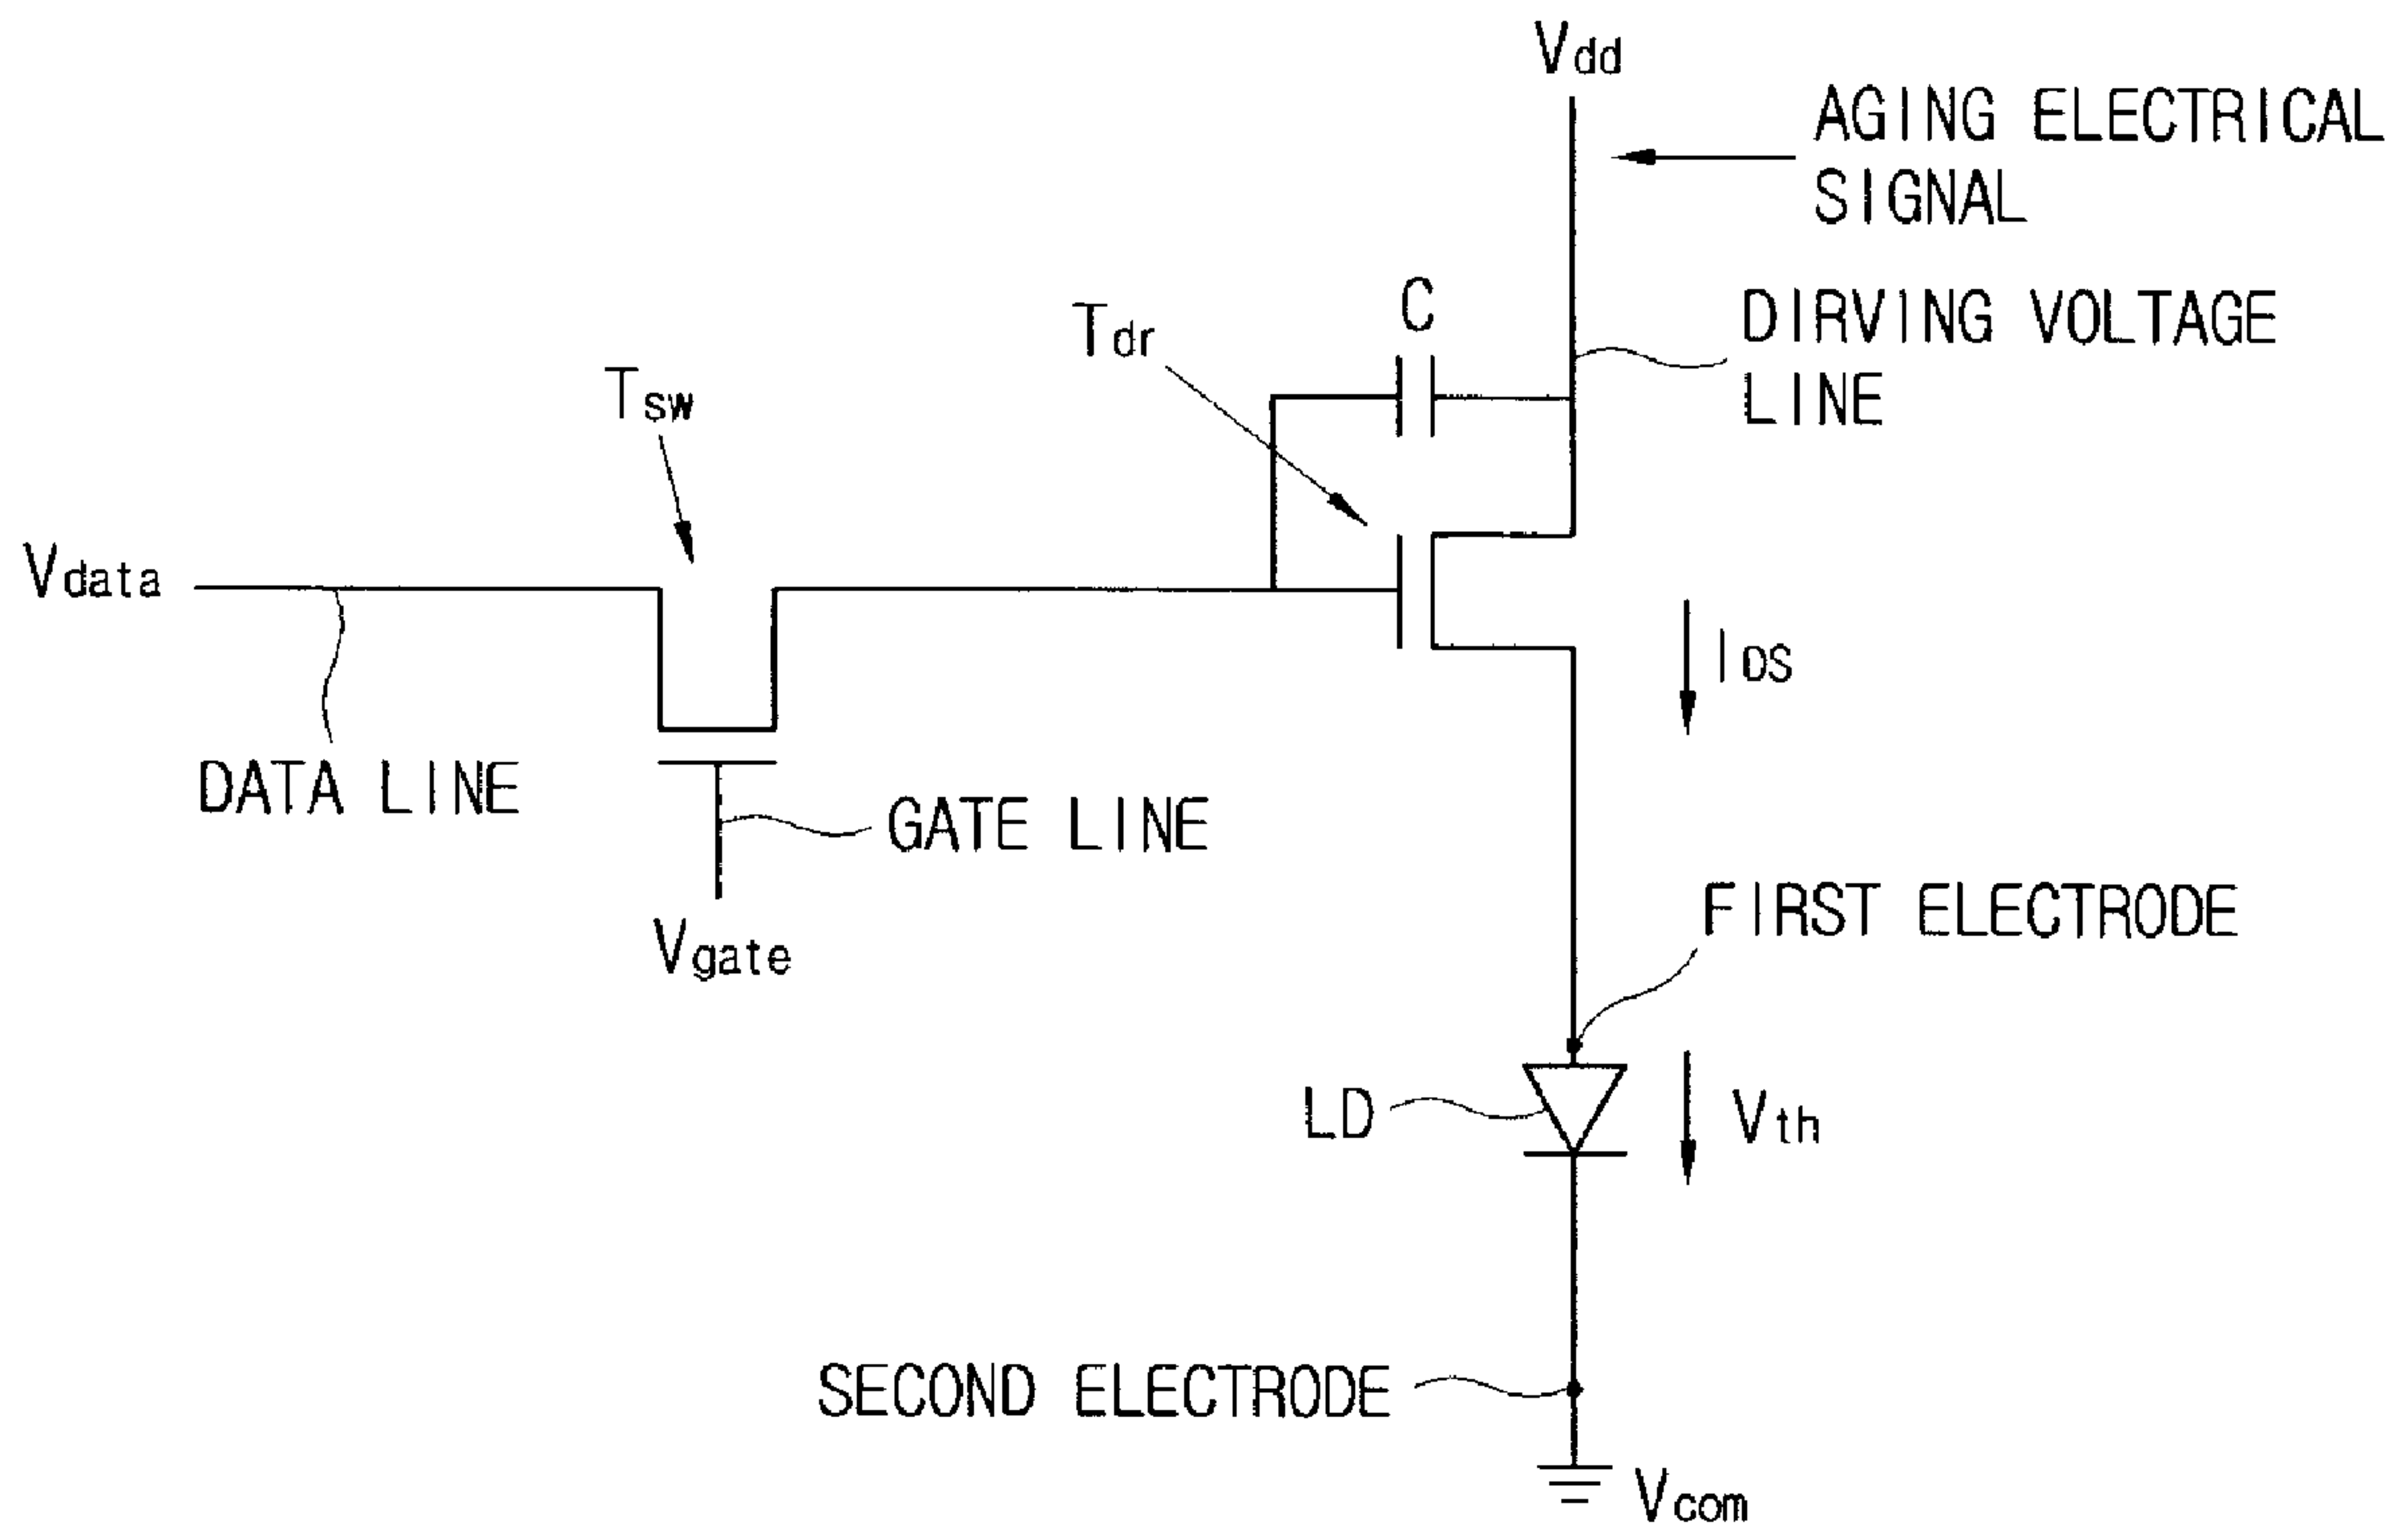 Vdd
AGING ELECTRICAL
SIGNAL
C
DIRVING VOLTAGE
LINE
Tdr
Tsw
Vdata
IDS
DATA LINE
GATE LINE
Vgate
FIRST ELECTRODE
LD
Vth
SECOND ELECTRODE
Vcom